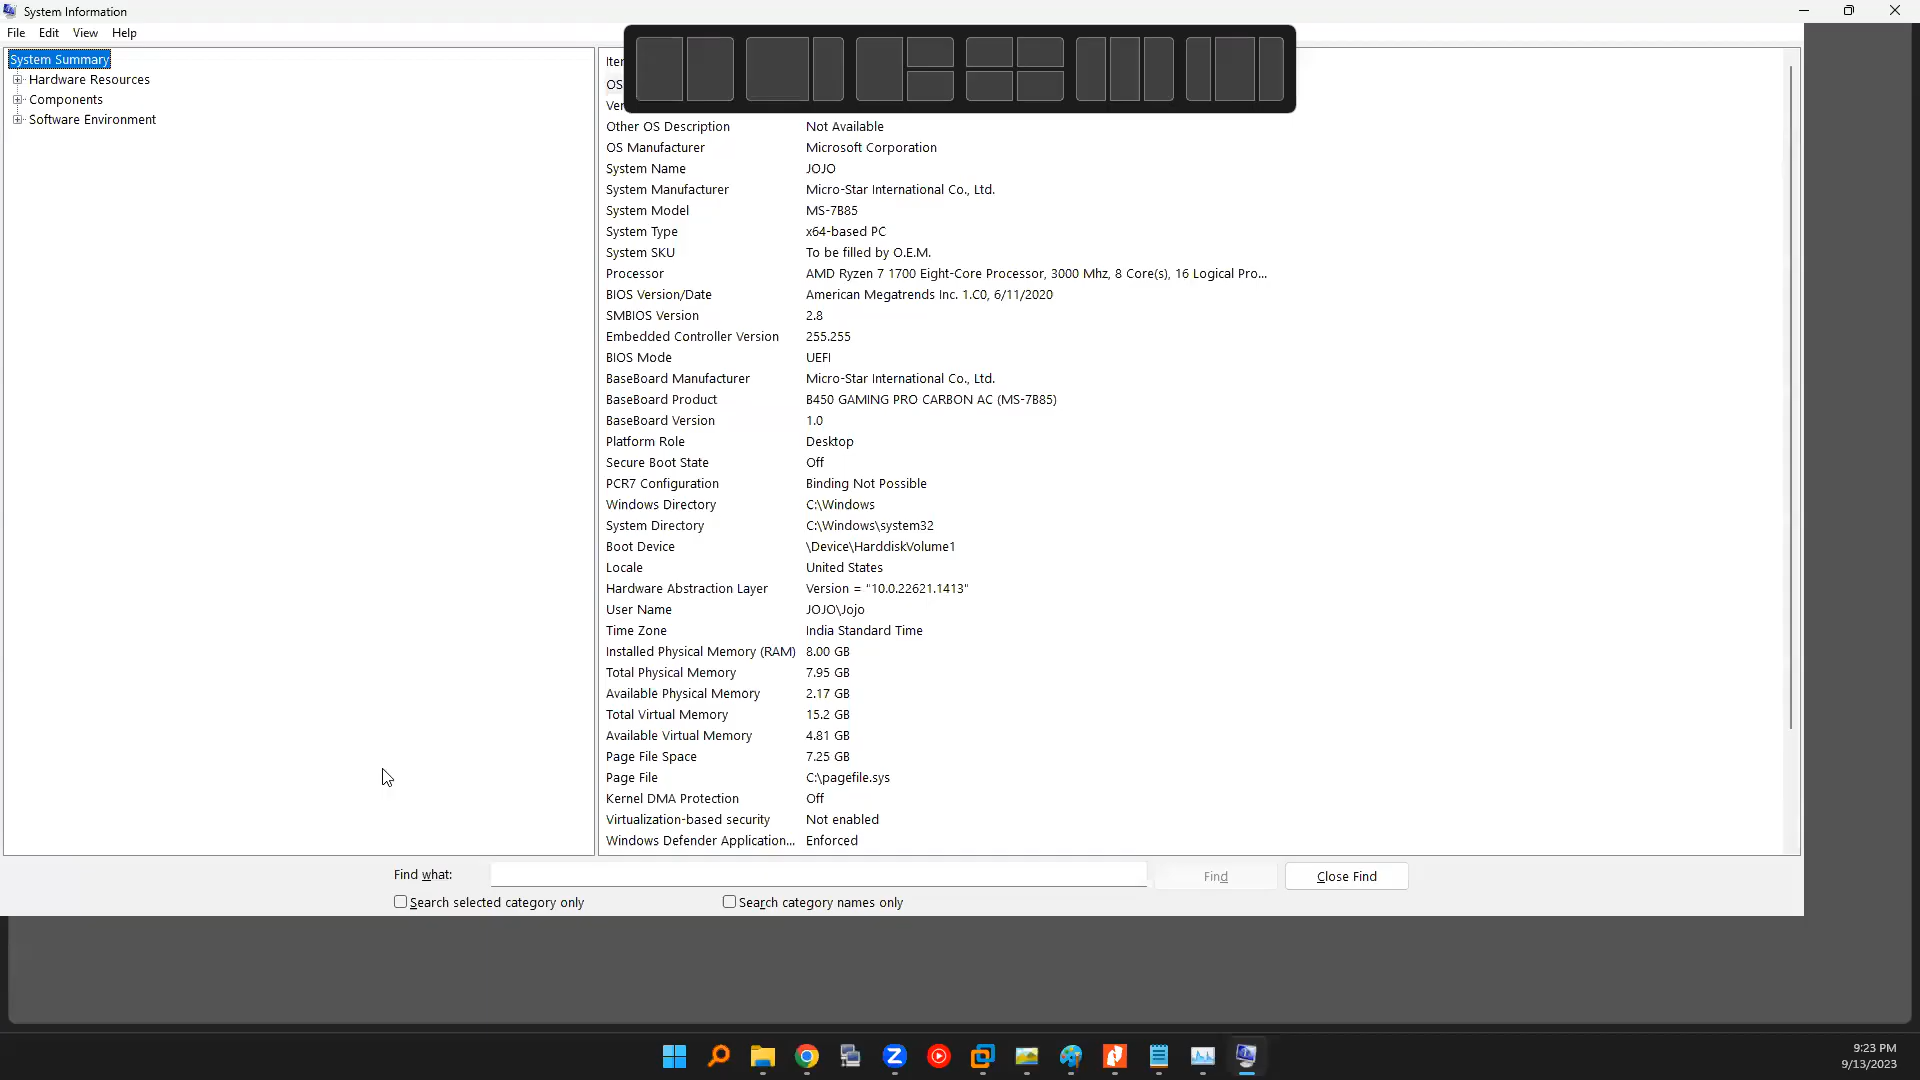 System Information
File Edit View Help
System Summary
Hardware Resources
Components
Software Environment
Other OS Description Not Available
OS Manufacturer Microsoft Corporation
System Name JOJO
System Manufacturer Micro-Star International Co., Ltd.
System Model MS-7B85
System Type x64-based PC
System SKU To be filled by O.E.M.
Processor AMD Ryzen 7 1700 Eight-Core Processor, 3000 Mhz, 8 Core(s), 16 Logical Pro...
BIOS Version/Date American Megatrends Inc. 1.C0, 6/11/2020
SMBIOS Version 2.8
Embedded Controller Version 255.255
BIOS Mode UEFI
BaseBoard Manufacturer Micro-Star International Co., Ltd.
BaseBoard Product B450 GAMING PRO CARBON AC (MS-7B85)
BaseBoard Version 1.0
Platform Role Desktop
Secure Boot State Off
PCR7 Configuration Binding Not Possible
Windows Directory C:\Windows
System Directory C:\Windows\system32
Boot Device \Device\HarddiskVolume1
Locale United States
Hardware Abstraction Layer Version = "10.0.22621.1413"
User Name JOJO\Jojo
Time Zone India Standard Time
Installed Physical Memory (RAM) 8.00 GB
Total Physical Memory 7.95 GB
Available Physical Memory 2.17 GB
Total Virtual Memory 15.2 GB
Available Virtual Memory 4.81 GB
Page File Space 7.25 GB
Page File C:\pagefile.sys
Kernel DMA Protection Off
Virtualization-based security Not enabled
Windows Defender Application... Enforced
Find what: Find Close Find
Search selected category only Search category names only
9:23 PM
9/13/2023